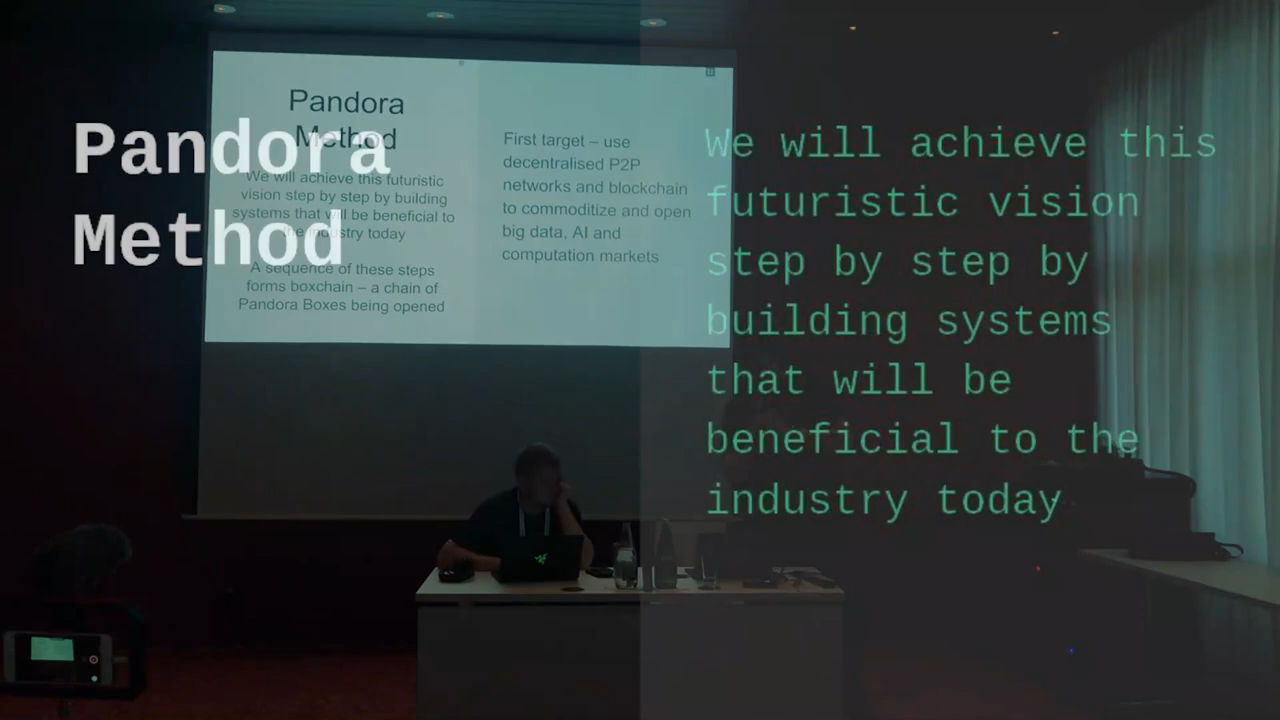 Pandora
Method
We will achieve this futuristic
vision step by step by building
systems that will be beneficial to
the industry today
A sequence of these steps
forms boxchain – a chain of
Pandora Boxes being opened
First target – use
decentralised P2P
networks and blockchain
to commoditize and open
big data, AI and
computation markets
Pandora
Method
We will achieve this
futuristic vision
step by step by
building systems
that will be
beneficial to the
industry today